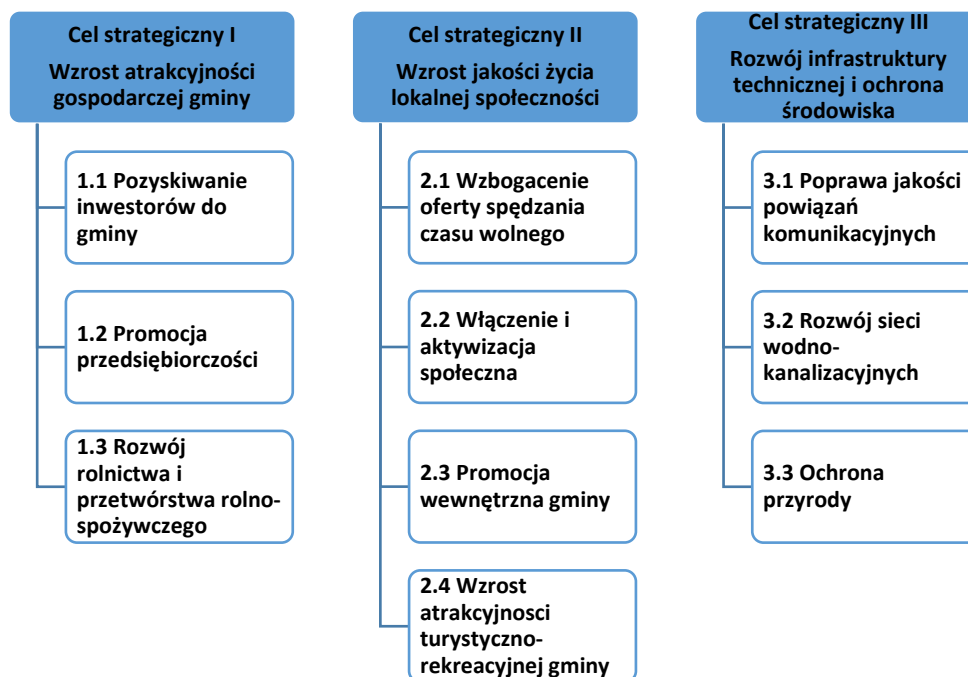 Cel strategiczny I
Wzrost atrakcyjności
gospodarczej gminy
1.1 Pozyskiwanie
inwestorów do
gminy
1.2 Promocja
przedsiębiorczości
1.3 Rozwój
rolnictwa i
przetwórstwa rolno-
spożywczego
Cel strategiczny II
Wzrost jakości życia
lokalnej społeczności
2.1 Wzbogacenie
oferty spędzania
czasu wolnego
2.2 Włączenie i
aktywizacja
społeczna
2.3 Promocja
wewnętrzna gminy
2.4 Wzrost
atrakcyjnosci
turystyczno-
rekreacyjnej gminy
Cel strategiczny III
Rozwój infrastruktury
technicznej i ochrona
środowiska
3.1 Poprawa jakości
powiązań
komunikacyjnych
3.2 Rozwój sieci
wodno-
kanalizacyjnych
3.3 Ochrona
przyrody